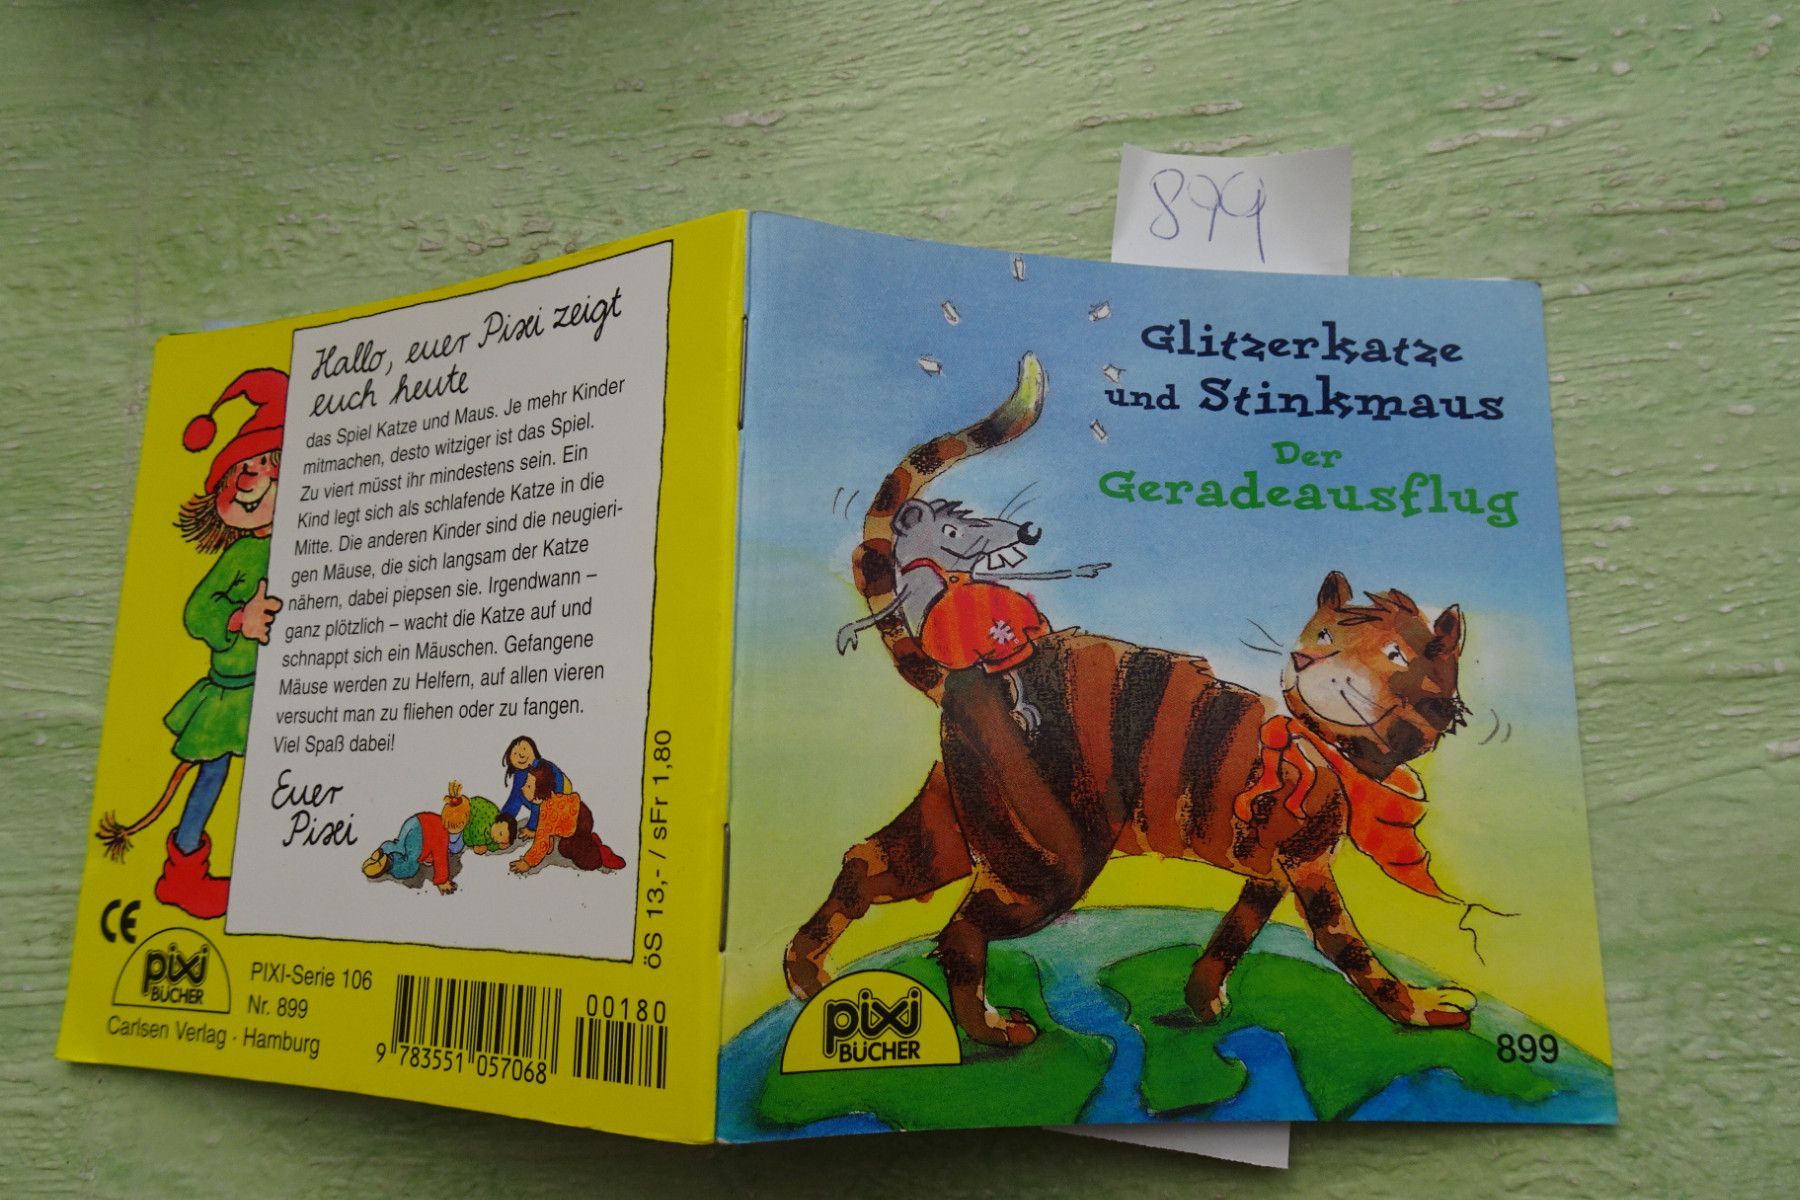 Hallo, euer Pixi zeigt
euch heute
das Spiel Katze und Maus. Je mehr Kinder
mitmachen, desto witziger ist das Spiel.
Zu viert müsst ihr mindestens sein. Ein
Kind legt sich als schlafende Katze in die
Mitte. Die anderen Kinder sind die neugieri-
gen Mäuse, die sich langsam der Katze
nähern, dabei piepsen sie. Irgendwann –
ganz plötzlich – wacht die Katze auf und
schnappt sich ein Mäuschen. Gefangene
Mäuse werden zu Helfern, auf allen vieren
versucht man zu fliehen oder zu fangen.
Viel Spaß dabei!
Euer
Pixi
öS 13,- / sFr 1,80
CE
pixi
BÜCHER
PIXI-Serie 106
Nr. 899
Carlsen Verlag · Hamburg
00180
9 783551 057068
899
Glitzerkatze
und Stinkmaus
Der
Geradeausflug
pixi
BÜCHER
899